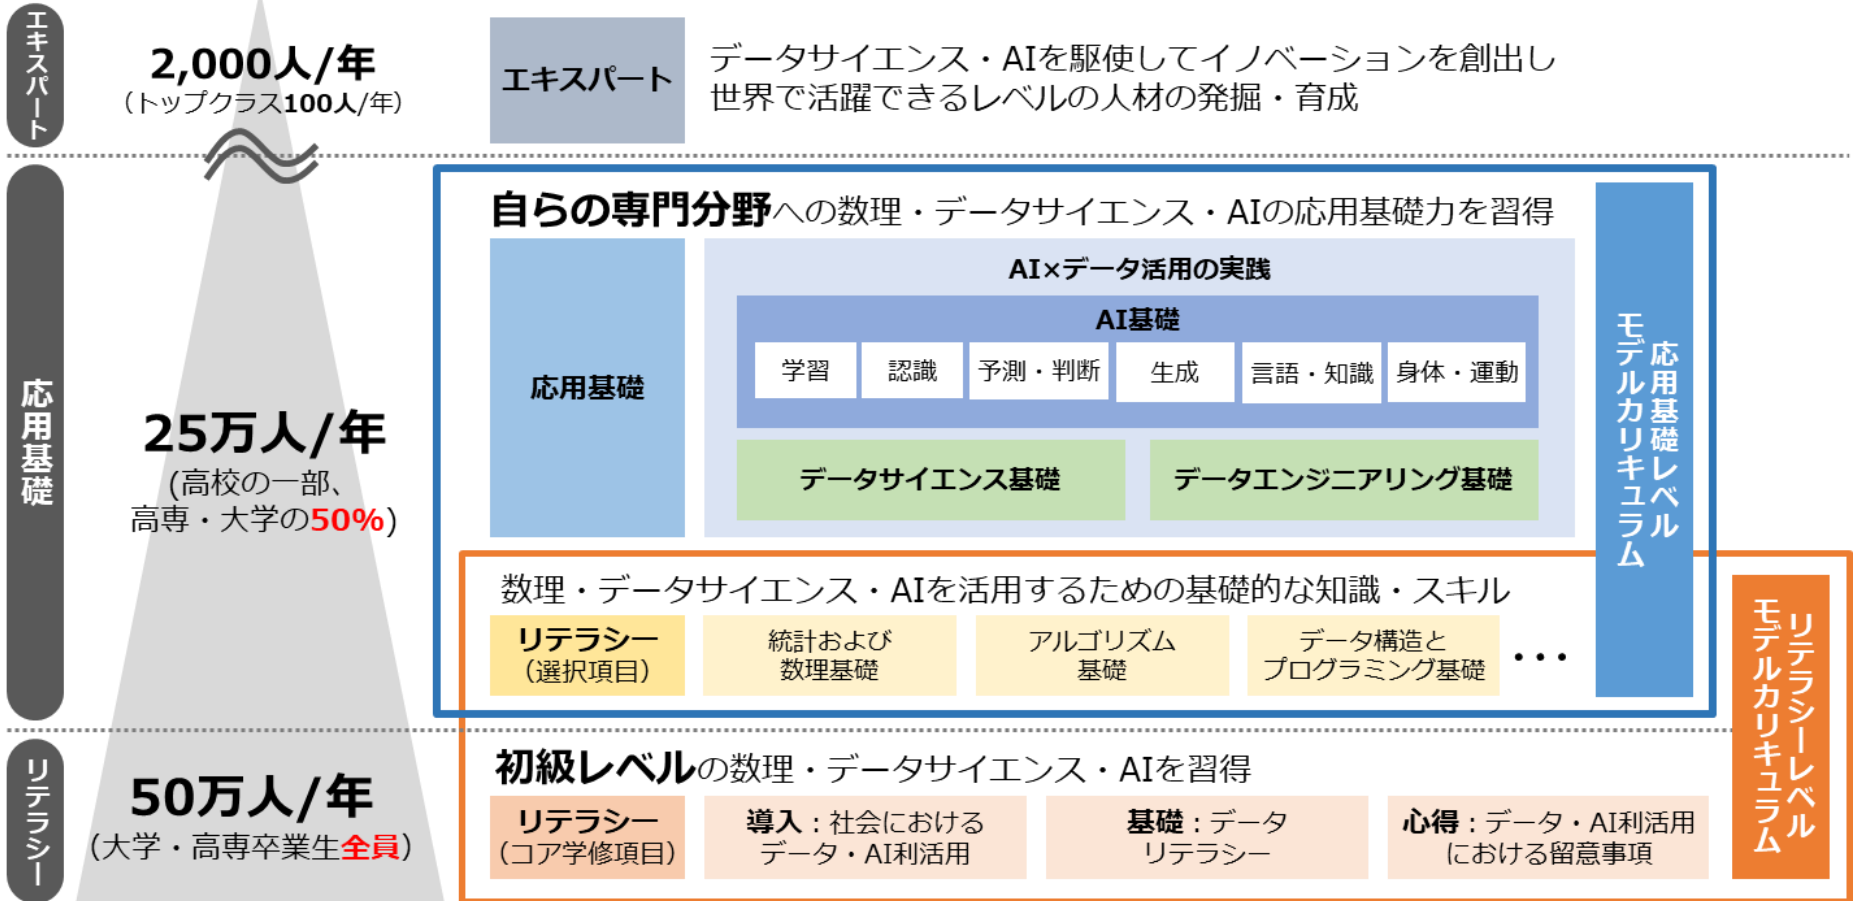 エキスパート
2,000人/年
（トップクラス100人/年）
エキスパート
データサイエンス・AIを駆使してイノベーションを創出し
世界で活躍できるレベルの人材の発掘・育成
応用基礎
25万人/年
(高校の一部、
高専・大学の50%)
自らの専門分野への数理・データサイエンス・AIの応用基礎力を習得
応用基礎
AI×データ活用の実践
AI基礎
学習
認識
予測・判断
生成
言語・知識
身体・運動
データサイエンス基礎
データエンジニアリング基礎
応用基礎レベル
モデルカリキュラム
数理・データサイエンス・AIを活用するための基礎的な知識・スキル
リテラシー
（選択項目）
統計および
数理基礎
アルゴリズム
基礎
データ構造と
プログラミング基礎
・・・
リテラシーレベル
モデルカリキュラム
リテラシー
50万人/年
（大学・高専卒業生全員）
初級レベルの数理・データサイエンス・AIを習得
リテラシー
（コア学修項目）
導入：社会における
データ・AI利活用
基礎：データ
リテラシー
心得：データ・AI利活用
における留意事項